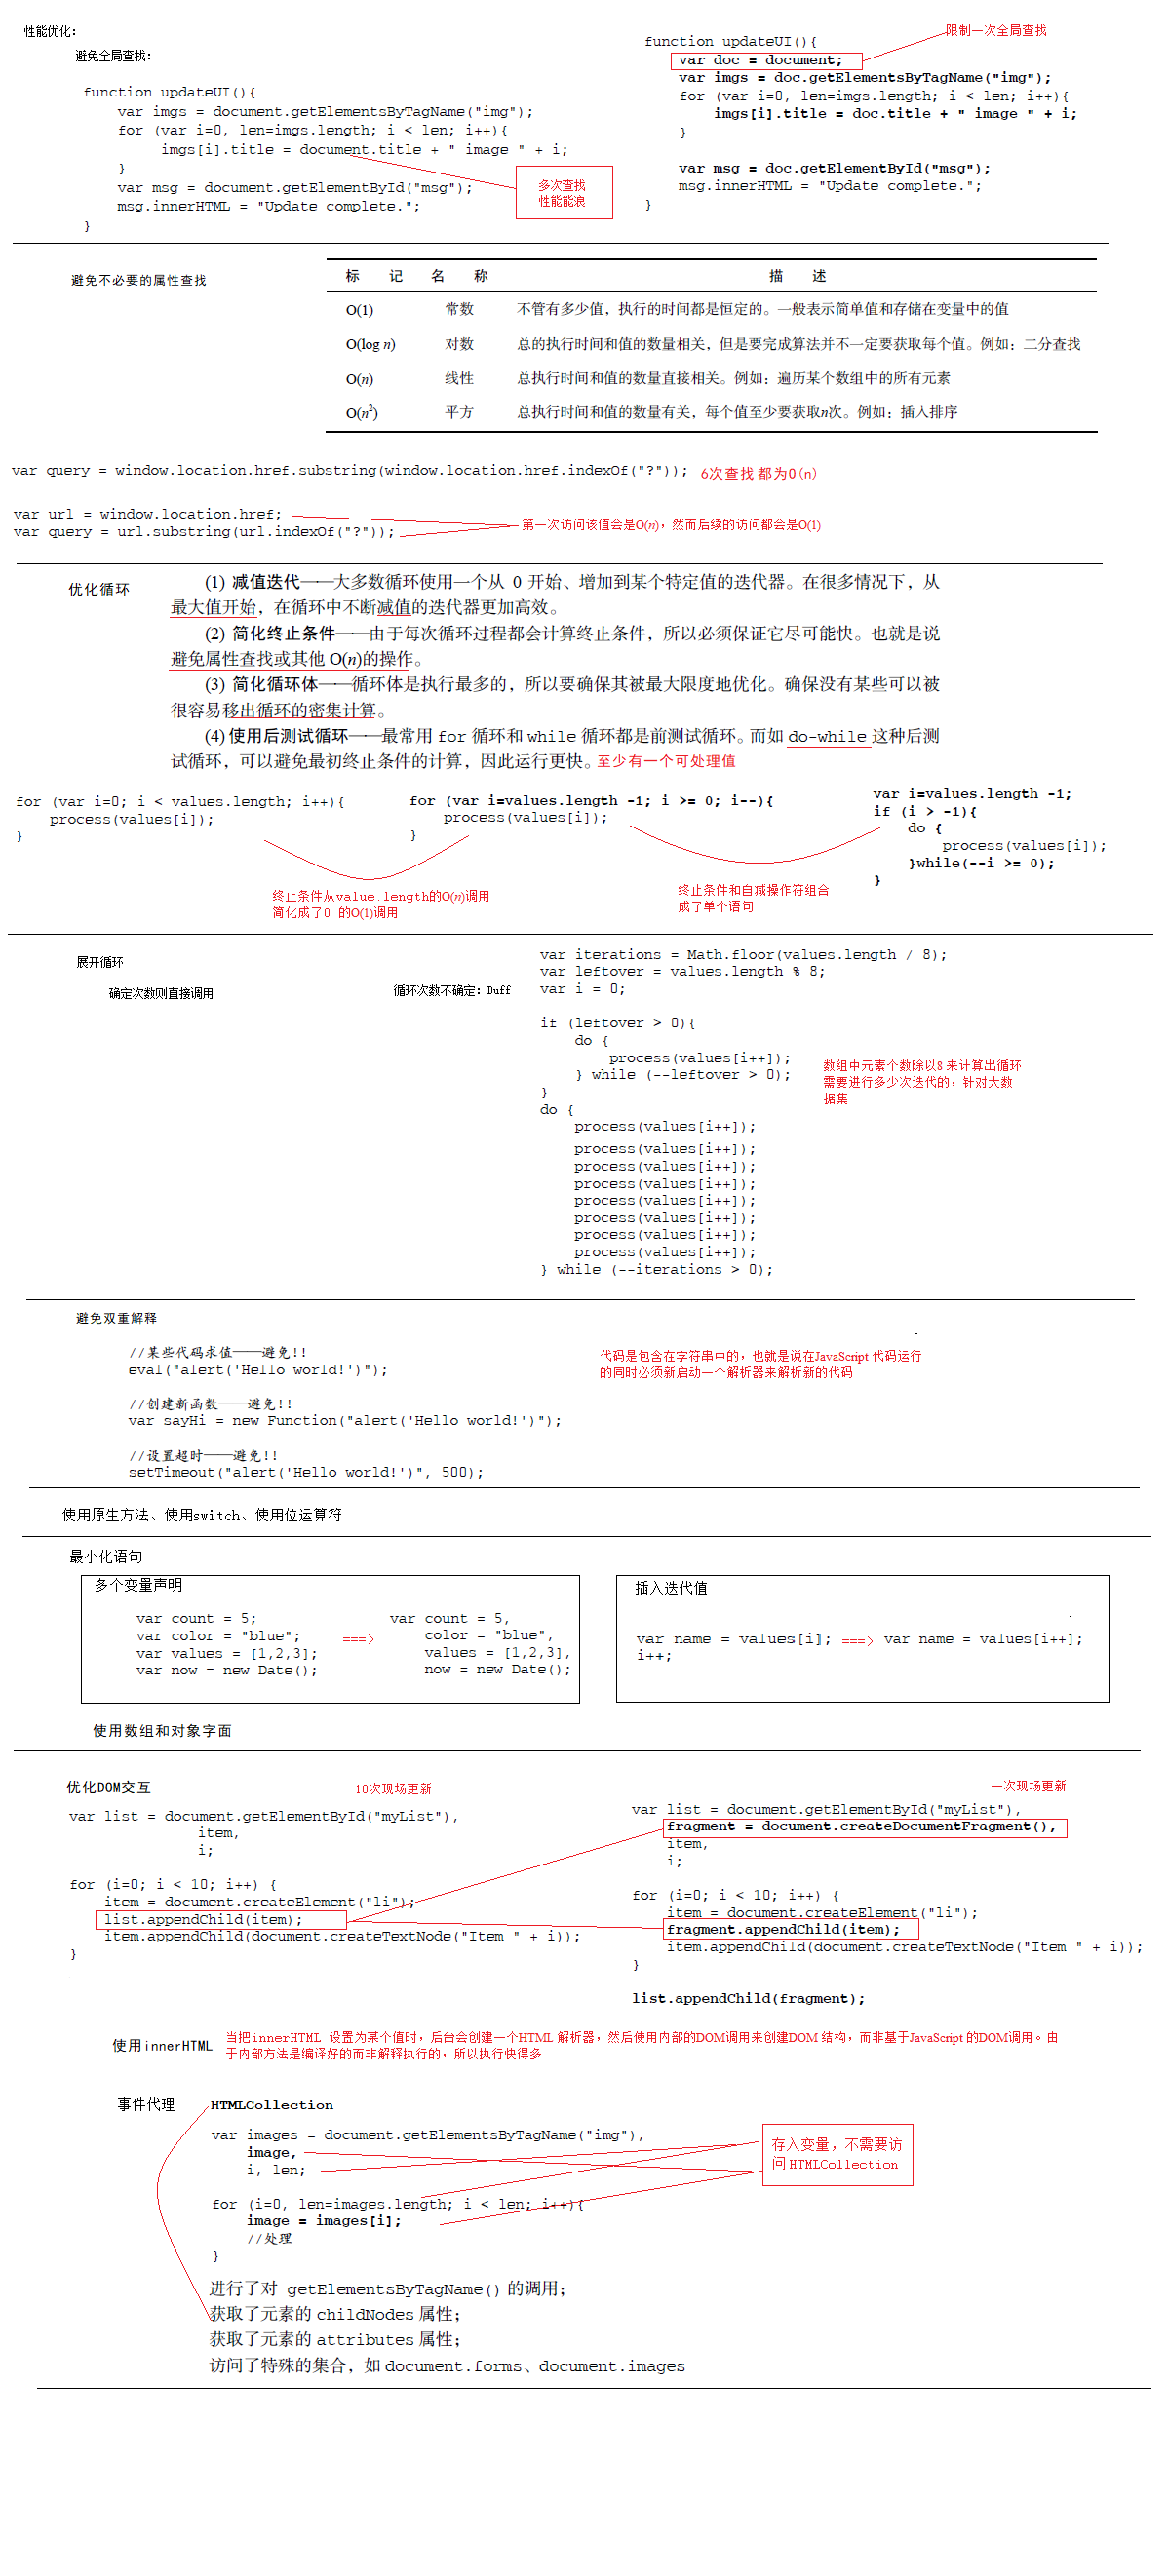 性能优化：
避免全局查找：
function updateUI(){
var imgs = document.getElementsByTagName("img");
for (var i=0, len=imgs.length; i < len; i++){
imgs[i].title = document.title + " image " + i;
}
var msg = document.getElementById("msg");
msg.innerHTML = "Update complete.";
}
多次查找
性能能浪
限制一次全局查找
function updateUI(){
var doc = document;
var imgs = doc.getElementsByTagName("img");
for (var i=0, len=imgs.length; i < len; i++){
imgs[i].title = doc.title + " image " + i;
}
var msg = doc.getElementById("msg");
msg.innerHTML = "Update complete.";
}
避免不必要的属性查找
标 记 名 称 描 述
O(1) 常数 不管有多少值，执行的时间都是恒定的。一般表示简单值和存储在变量中的值
O(log n) 对数 总的执行时间和值的数量相关，但是要完成算法并不一定要获取每个值。例如：二分查找
O(n) 线性 总执行时间和值的数量直接相关。例如：遍历某个数组中的所有元素
O(n²) 平方 总执行时间和值的数量有关，每个值至少要获取n次。例如：插入排序
var query = window.location.href.substring(window.location.href.indexOf("?")); 6次查找 都为O(n)
var url = window.location.href;
var query = url.substring(url.indexOf("?"));
第一次访问该值会是O(n)，然而后续的访问都会是O(1)
优化循环
(1) 减值迭代——大多数循环使用一个从 0 开始、增加到某个特定值的迭代器。在很多情况下，从
最大值开始，在循环中不断减值的迭代器更加高效。
(2) 简化终止条件——由于每次循环过程都会计算终止条件，所以必须保证它尽可能快。也就是说
避免属性查找或其他 O(n)的操作。
(3) 简化循环体——循环体是执行最多的，所以要确保其被最大限度地优化。确保没有某些可以被
很容易移出循环的密集计算。
(4) 使用后测试循环——最常用 for 循环和 while 循环都是前测试循环。而如 do-while 这种后测
试循环，可以避免最初终止条件的计算，因此运行更快。至少有一个可处理值
for (var i=0; i < values.length; i++){
process(values[i]);
}
for (var i=values.length -1; i >= 0; i--){
process(values[i]);
}
var i=values.length -1;
if (i > -1){
do {
process(values[i]);
}while(--i >= 0);
}
终止条件从value.length的O(n)调用
简化成了0 的O(1)调用
终止条件和自减操作符组合
成了单个语句
展开循环
确定次数则直接调用
循环次数不确定：Duff
var iterations = Math.floor(values.length / 8);
var leftover = values.length % 8;
var i = 0;
if (leftover > 0){
do {
process(values[i++]);
} while (--leftover > 0);
}
do {
process(values[i++]);
process(values[i++]);
process(values[i++]);
process(values[i++]);
process(values[i++]);
process(values[i++]);
process(values[i++]);
process(values[i++]);
} while (--iterations > 0);
数组中元素个数除以8 来计算出循环
需要进行多少次迭代的，针对大数
据集
避免双重解释
//某些代码求值——避免!!
eval("alert('Hello world!')");
//创建新函数——避免!!
var sayHi = new Function("alert('Hello world!')");
//设置超时——避免!!
setTimeout("alert('Hello world!')", 500);
代码是包含在字符串中的，也就是说在JavaScript 代码运行
的同时必须新启动一个解析器来解析新的代码
使用原生方法、使用switch、使用位运算符
最小化语句
多个变量声明
var count = 5;
var color = "blue";
var values = [1,2,3];
var now = new Date();
===>
var count = 5,
color = "blue",
values = [1,2,3],
now = new Date();
插入迭代值
var name = values[i]; ===> var name = values[i++];
i++;
使用数组和对象字面
优化DOM交互
10次现场更新
var list = document.getElementById("myList"),
item,
i;
for (i=0; i < 10; i++) {
item = document.createElement("li");
list.appendChild(item);
item.appendChild(document.createTextNode("Item " + i));
}
一次现场更新
var list = document.getElementById("myList"),
fragment = document.createDocumentFragment(),
item,
i;
for (i=0; i < 10; i++) {
item = document.createElement("li");
fragment.appendChild(item);
item.appendChild(document.createTextNode("Item " + i));
}
list.appendChild(fragment);
使用innerHTML
当把innerHTML 设置为某个值时，后台会创建一个HTML 解析器，然后使用内部的DOM调用来创建DOM 结构，而非基于JavaScript 的DOM调用。由
于内部方法是编译好的而非解释执行的，所以执行快得多
事件代理
HTMLCollection
var images = document.getElementsByTagName("img"),
image,
i, len;
for (i=0, len=images.length; i < len; i++){
image = images[i];
//处理
}
存入变量，不需要访
问 HTMLCollection
进行了对 getElementsByTagName() 的调用；
获取了元素的 childNodes 属性；
获取了元素的 attributes 属性；
访问了特殊的集合，如 document.forms、document.images